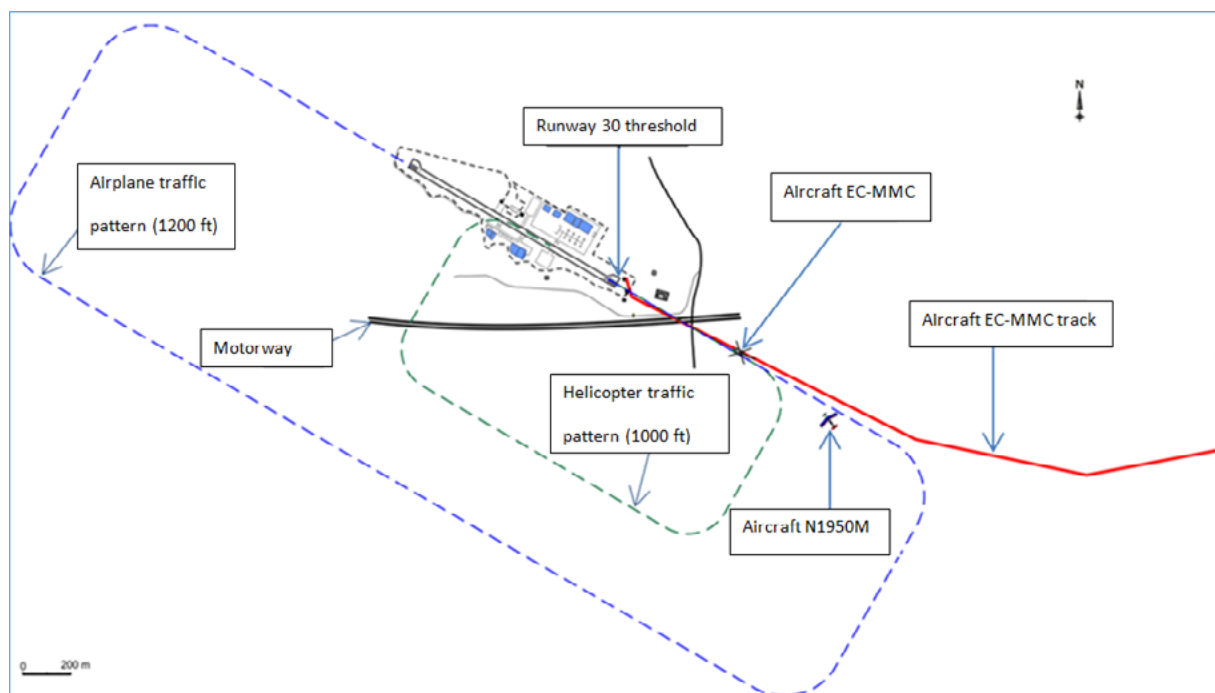 N
Runway 30 threshold
Airplane traffic
pattern (1200 ft)
Aircraft EC-MMC
Aircraft EC-MMC track
Motorway
Helicopter traffic
pattern (1000 ft)
Aircraft N1950M
0 200 m